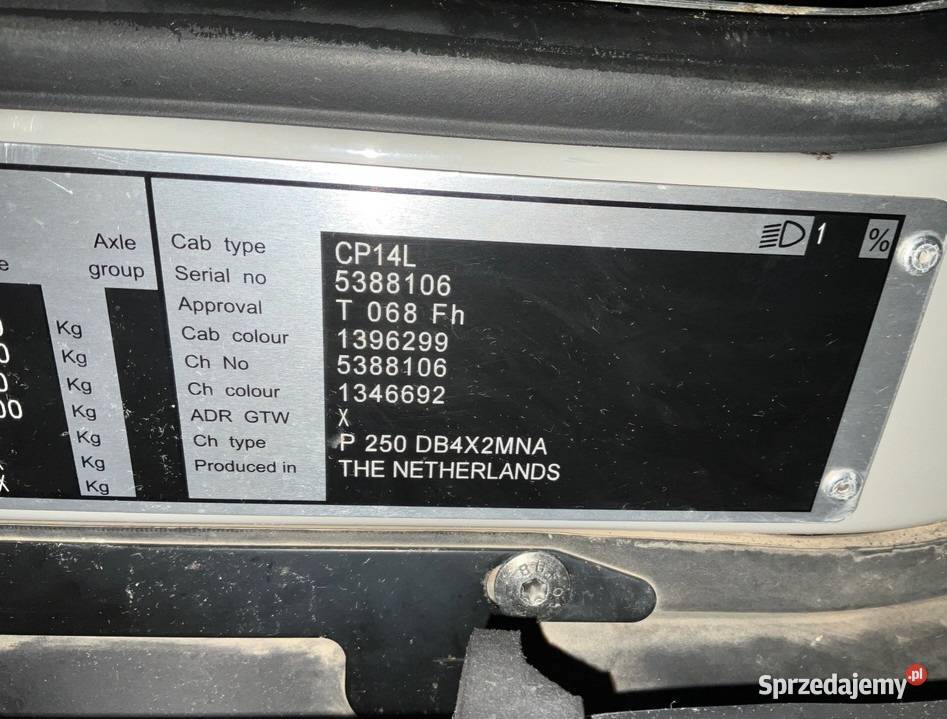 Axle
group
Kg
Kg
Kg
Kg
Kg
Kg
Kg
1 %
Cab type CP14L
Serial no 5388106
Approval T 068 Fh
Cab colour 1396299
Ch No 5388106
Ch colour 1346692
ADR GTW X
Ch type P 250 DB4X2MNA
Produced in THE NETHERLANDS
Sprzedajemy.pl